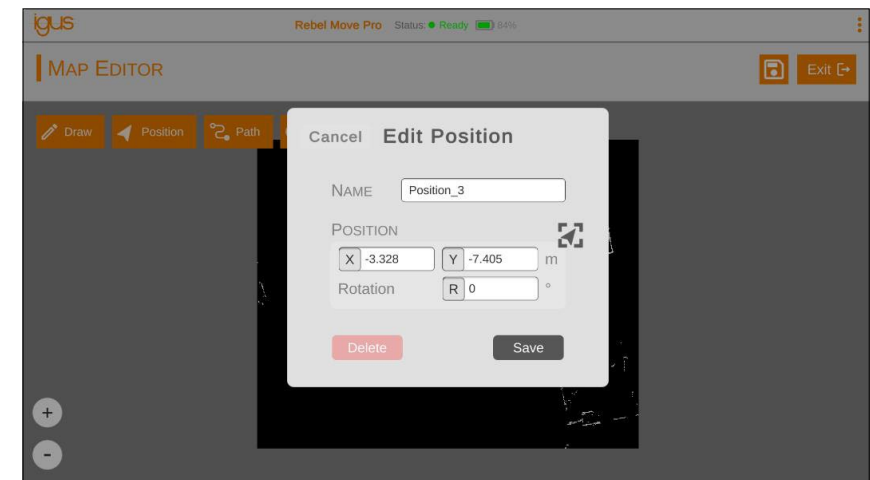 igus
Rebel Move Pro Status: Ready 84%
MAP EDITOR
Exit
Draw Position Path
Cancel Edit Position
NAME Position_3
POSITION
X -3.328 Y -7.405 m
Rotation R 0 °
Delete Save
+
-